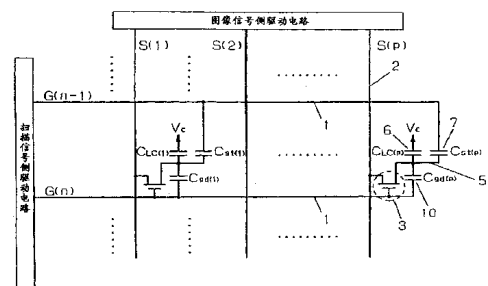 图像信号侧驱动电路
S(1) S(2) S(p)
2
G(n-1)
扫描信号侧驱动电路
1
6 Vc Vc 7
CLC(1) Cst(1) CLC(p) Cst(p)
Cgd(1) Cgd(p) 5
G(n)
1 3 10